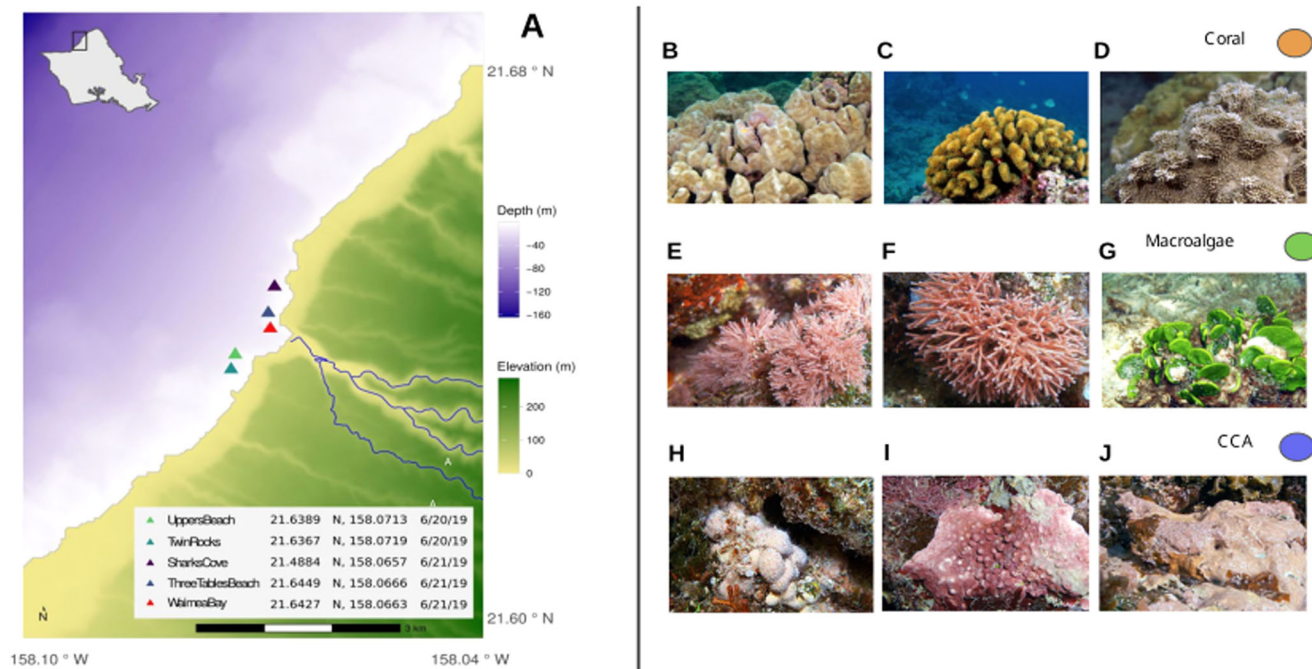 A
21.68 ° N
Depth (m)
−40
−80
−120
−160
Elevation (m)
200
100
0
A
A
UppersBeach 21.6389 N, 158.0713 6/20/19
TwinRocks 21.6367 N, 158.0719 6/20/19
SharksCove 21.4884 N, 158.0657 6/21/19
ThreeTablesBeach 21.6449 N, 158.0666 6/21/19
WaimeaBay 21.6427 N, 158.0663 6/21/19
N
3 km
21.60 ° N
158.10 ° W
158.04 ° W
Coral
B
C
D
Macroalgae
E
F
G
CCA
H
I
J